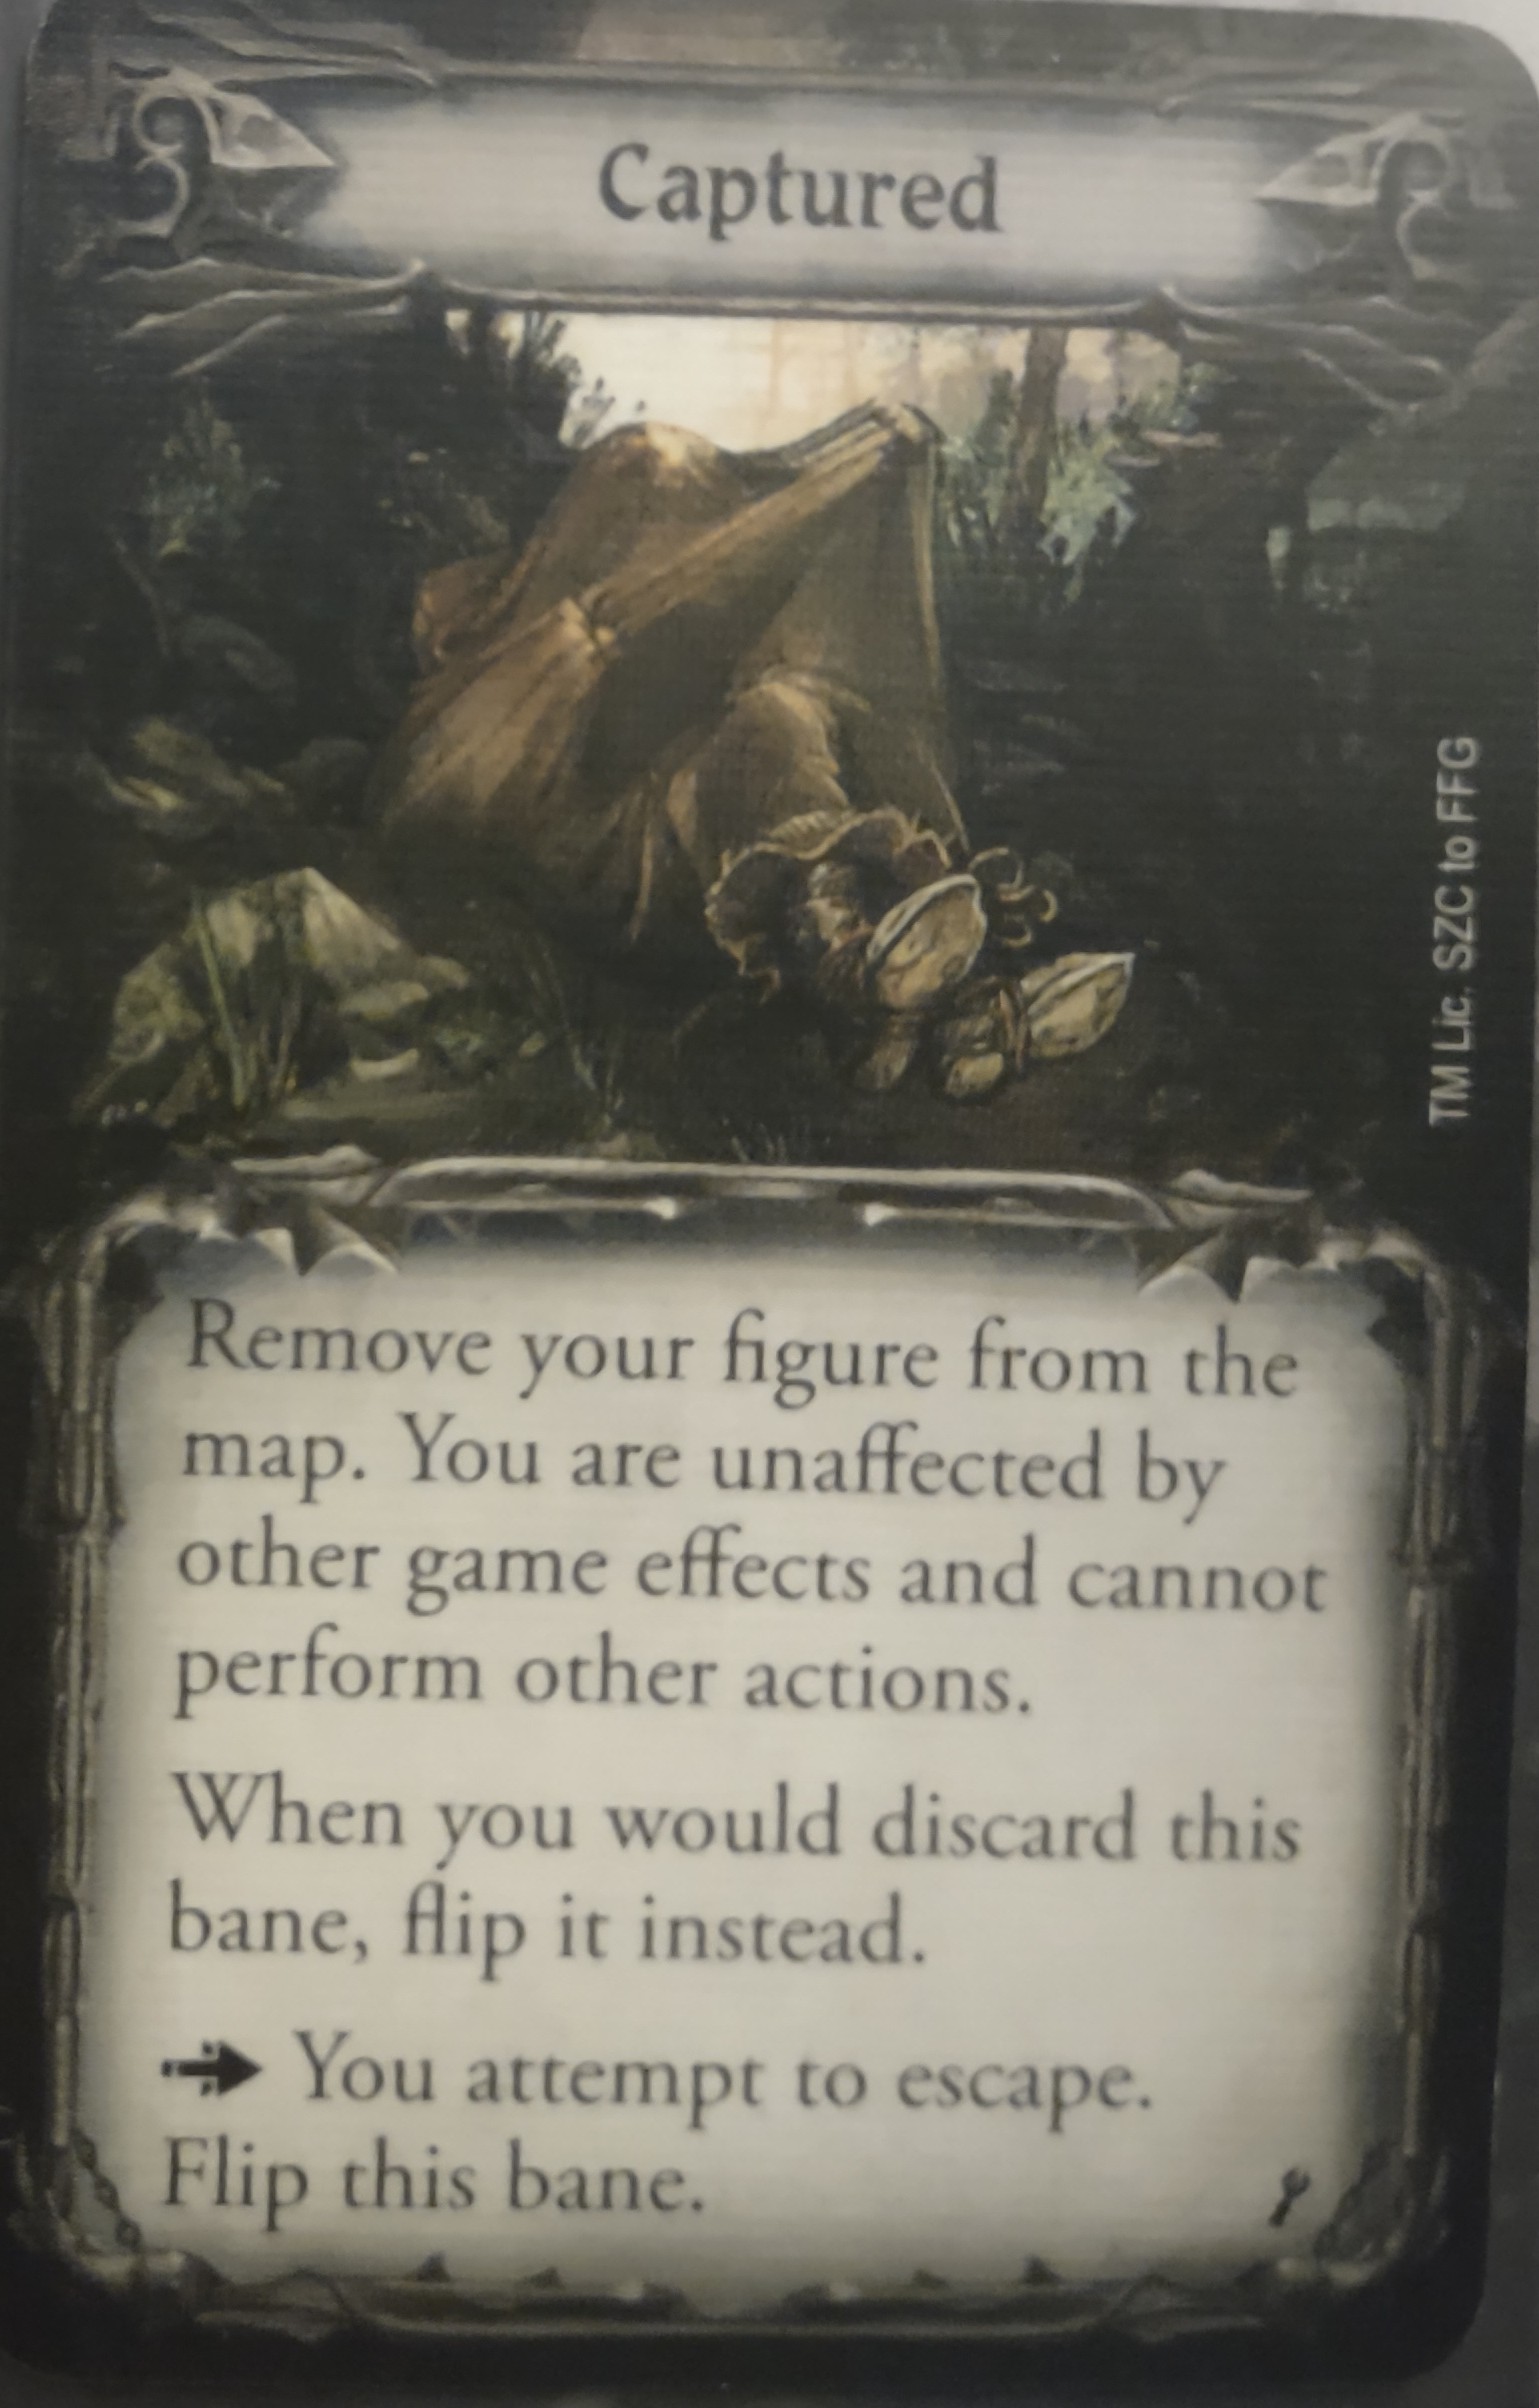 Captured
TM Lic. SZC to FFG
Remove your figure from the
map. You are unaffected by
other game effects and cannot
perform other actions.
When you would discard this
bane, flip it instead.
You attempt to escape.
Flip this bane.